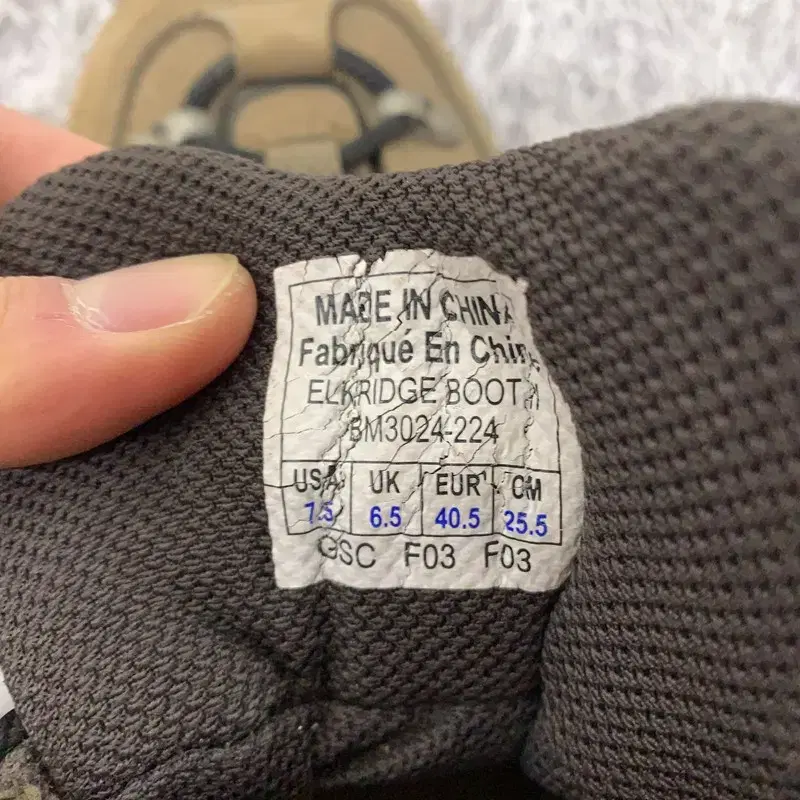 MADE IN CHINA
Fabriqué En Chine
ELKRIDGE BOOT
BM3024-224
USA UK EUR CM
7.5 6.5 40.5 25.5
GSC F03 F03